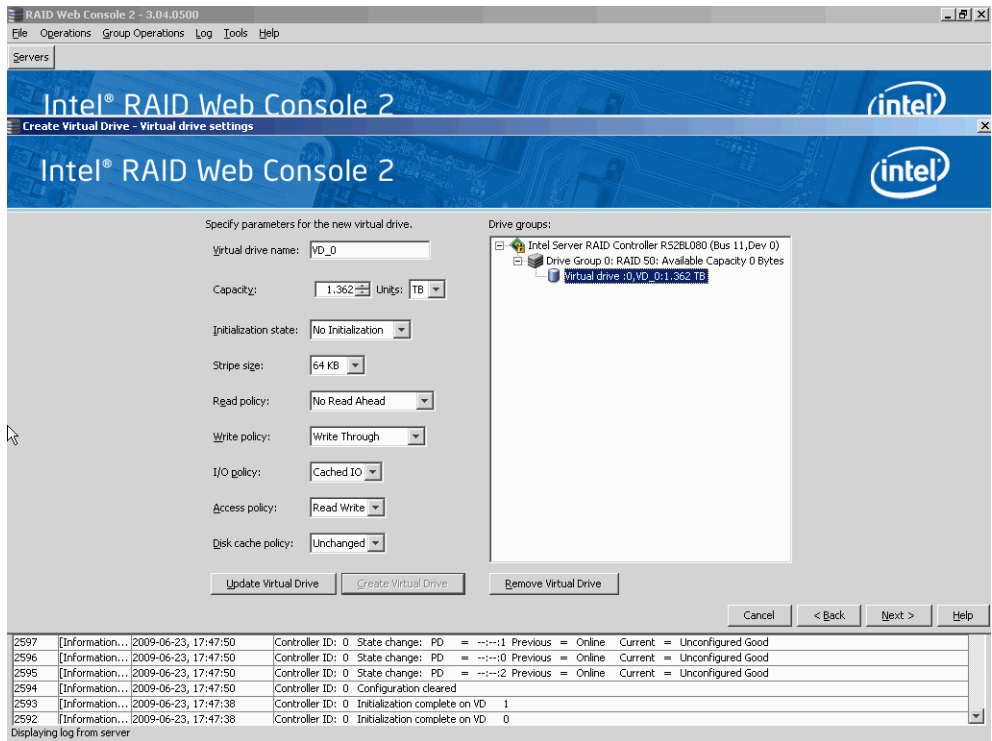 RAID Web Console 2 - 3.04.0500
File Operations Group Operations Log Tools Help
Servers
Intel® RAID Web Console 2
intel
Create Virtual Drive - Virtual drive settings
Intel® RAID Web Console 2
intel
Specify parameters for the new virtual drive.
Virtual drive name: VD_0
Capacity: 1.362 Units: TB
Initialization state: No Initialization
Stripe size: 64 KB
Read policy: No Read Ahead
Write policy: Write Through
I/O policy: Cached IO
Access policy: Read Write
Disk cache policy: Unchanged
Update Virtual Drive Create Virtual Drive
Drive groups:
Intel Server RAID Controller RS2BL080 (Bus 11,Dev 0)
Drive Group 0: RAID 50: Available Capacity 0 Bytes
Virtual drive :0,VD_0:1.362 TB
Remove Virtual Drive
Cancel < Back Next > Help
2597 [Information... 2009-06-23, 17:47:50 Controller ID: 0 State change: PD = --:--:1 Previous = Online Current = Unconfigured Good
2596 [Information... 2009-06-23, 17:47:50 Controller ID: 0 State change: PD = --:--:0 Previous = Online Current = Unconfigured Good
2595 [Information... 2009-06-23, 17:47:50 Controller ID: 0 State change: PD = --:--:2 Previous = Online Current = Unconfigured Good
2594 [Information... 2009-06-23, 17:47:50 Controller ID: 0 Configuration cleared
2593 [Information... 2009-06-23, 17:47:38 Controller ID: 0 Initialization complete on VD 1
2592 [Information... 2009-06-23, 17:47:38 Controller ID: 0 Initialization complete on VD 0
Displaying log from server